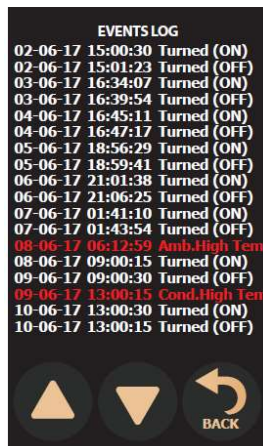 EVENTS LOG
02-06-17 15:00:30 Turned (ON)
02-06-17 15:01:23 Turned (OFF)
03-06-17 16:34:07 Turned (ON)
03-06-17 16:39:54 Turned (OFF)
04-06-17 16:45:11 Turned (ON)
04-06-17 16:47:17 Turned (OFF)
05-06-17 18:56:29 Turned (ON)
05-06-17 18:59:41 Turned (OFF)
06-06-17 21:01:38 Turned (ON)
06-06-17 21:06:25 Turned (OFF)
07-06-17 01:41:10 Turned (ON)
07-06-17 01:43:54 Turned (OFF)
08-06-17 06:12:59 Amb.High Tem
08-06-17 09:00:15 Turned (ON)
09-06-17 09:00:30 Turned (OFF)
09-06-17 13:00:15 Cond.High Tem
10-06-17 13:00:30 Turned (ON)
10-06-17 13:00:15 Turned (OFF)
BACK